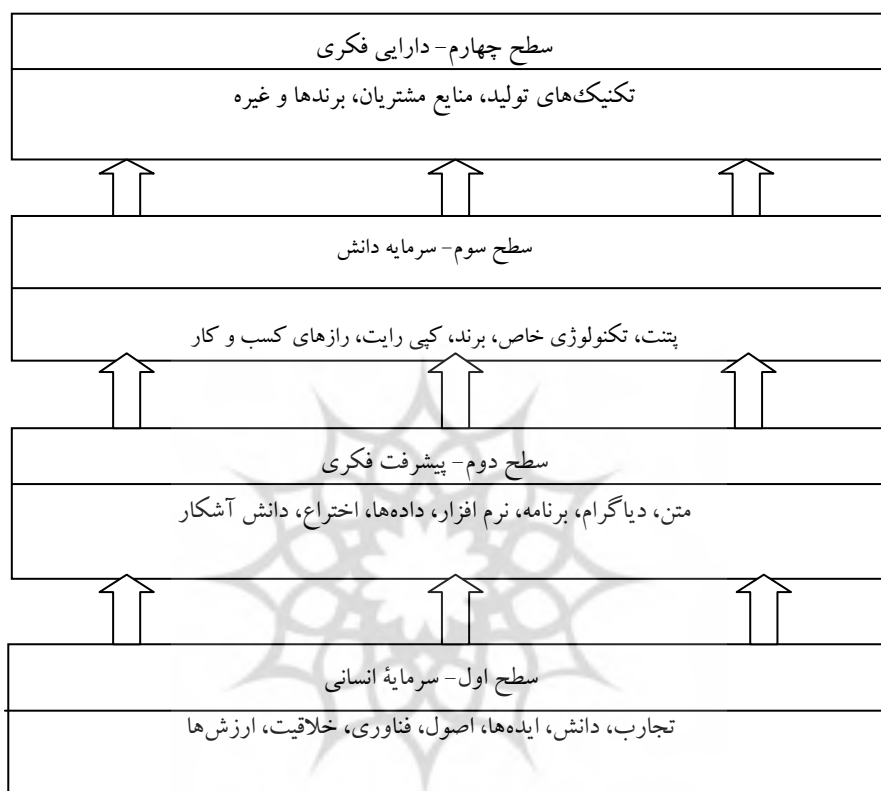 سطح چهارم- دارایی فکری
تکنیک‌های تولید، منابع مشتریان، برندها و غیره
سطح سوم- سرمایه دانش
پتنت، تکنولوژی خاص، برند، کپی رایت، رازهای کسب و کار
سطح دوم- پیشرفت فکری
متن، دیاگرام، برنامه، نرم افزار، داده‌ها، اختراع، دانش آشکار
سطح اول- سرمایۀ انسانی
تجارب، دانش، ایده‌ها، اصول، فناوری، خلاقیت، ارزش‌ها